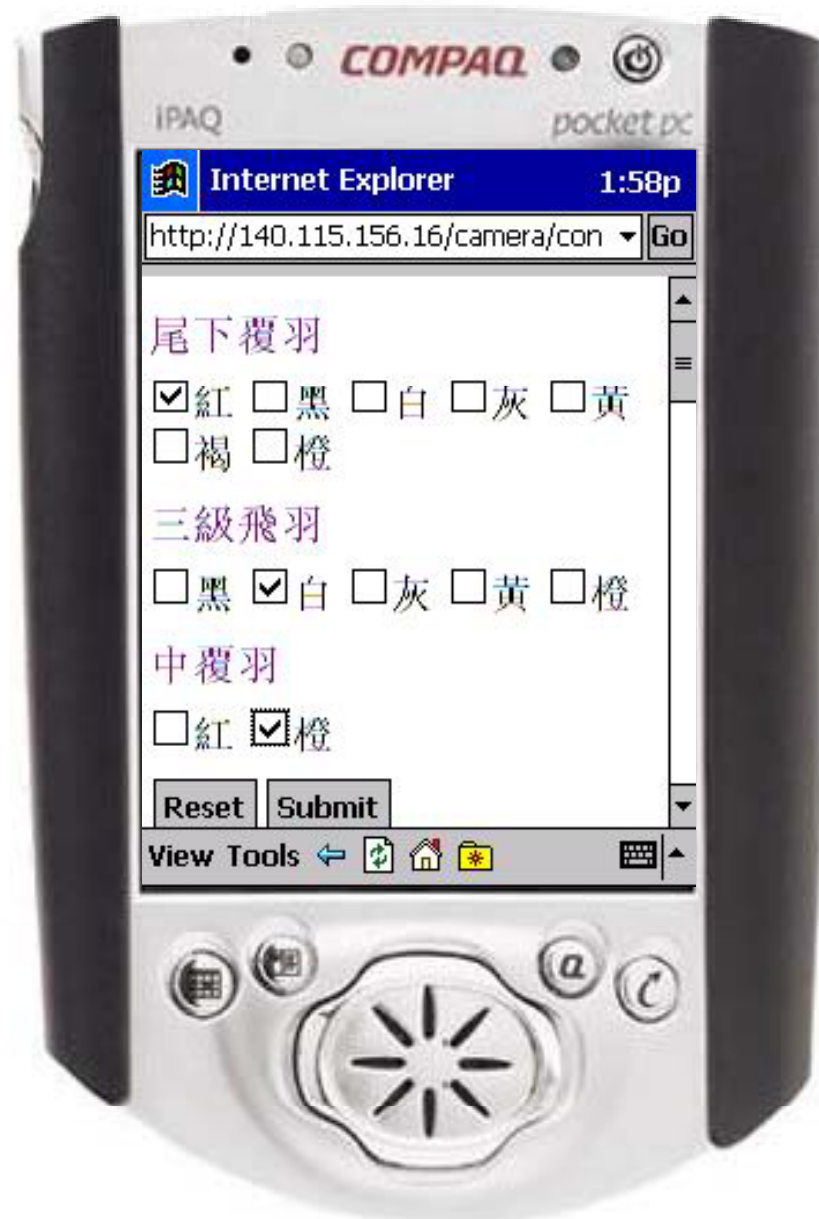 COMPAQ
iPAQ pocket pc
Internet Explorer 1:58p
http://140.115.156.16/camera/con Go
尾下覆羽
紅 黑 白 灰 黃
褐 橙
三級飛羽
黑 白 灰 黃 橙
中覆羽
紅 橙
Reset Submit
View Tools